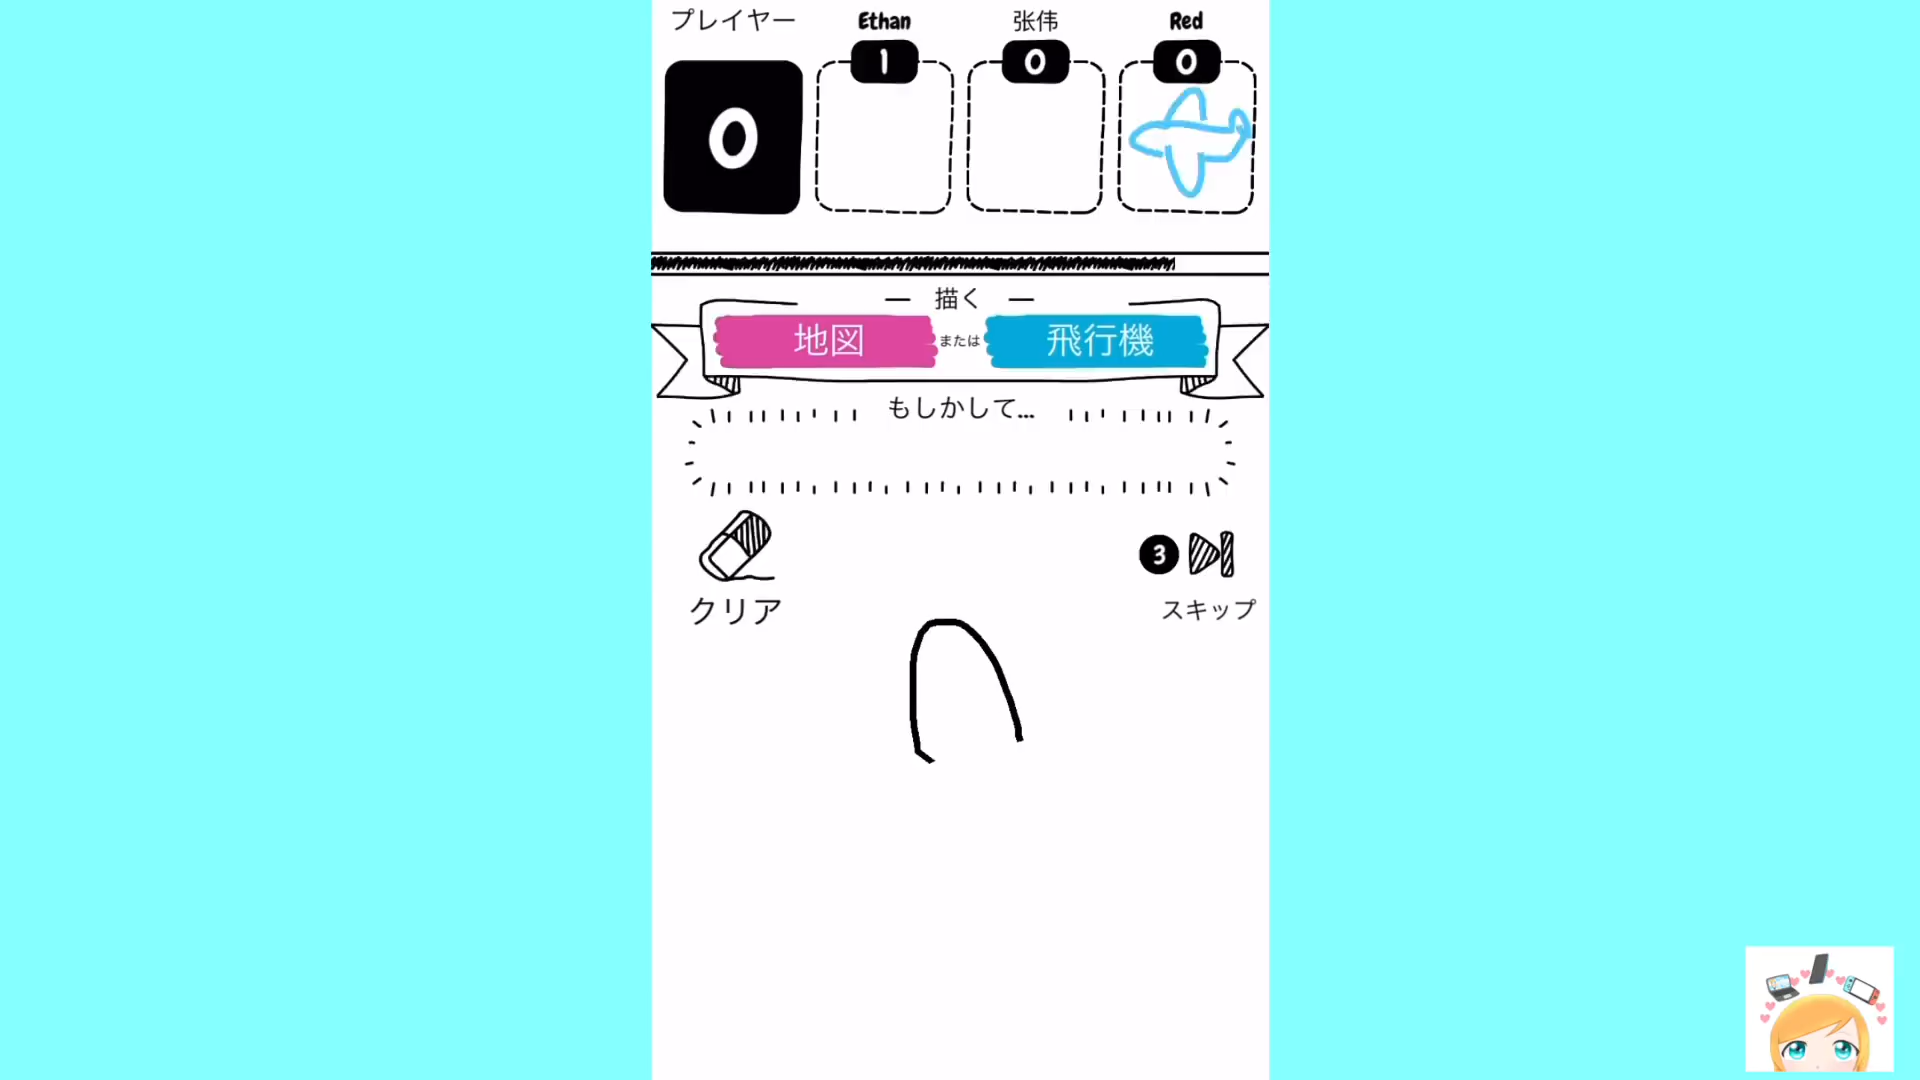 プレイヤー Ethan 张伟 Red
0 1 0 0
描く
地図 または 飛行機
もしかして...
3
クリア スキップ